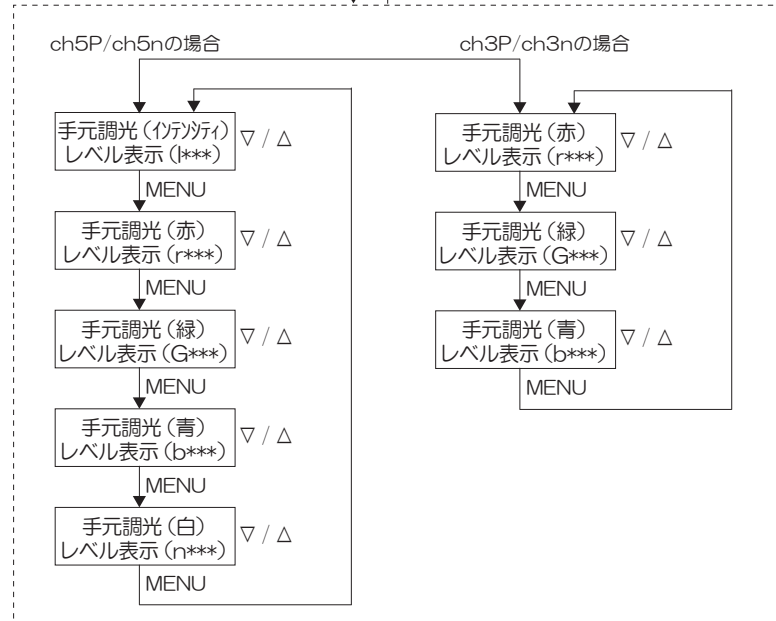 ch5P/ch5nの場合
手元調光(インテンシティ)
レベル表示(I***)
▽ / △
MENU
手元調光(赤)
レベル表示(r***)
▽ / △
MENU
手元調光(緑)
レベル表示(G***)
▽ / △
MENU
手元調光(青)
レベル表示(b***)
▽ / △
MENU
手元調光(白)
レベル表示(n***)
▽ / △
MENU
ch3P/ch3nの場合
手元調光(赤)
レベル表示(r***)
▽ / △
MENU
手元調光(緑)
レベル表示(G***)
▽ / △
MENU
手元調光(青)
レベル表示(b***)
▽ / △
MENU